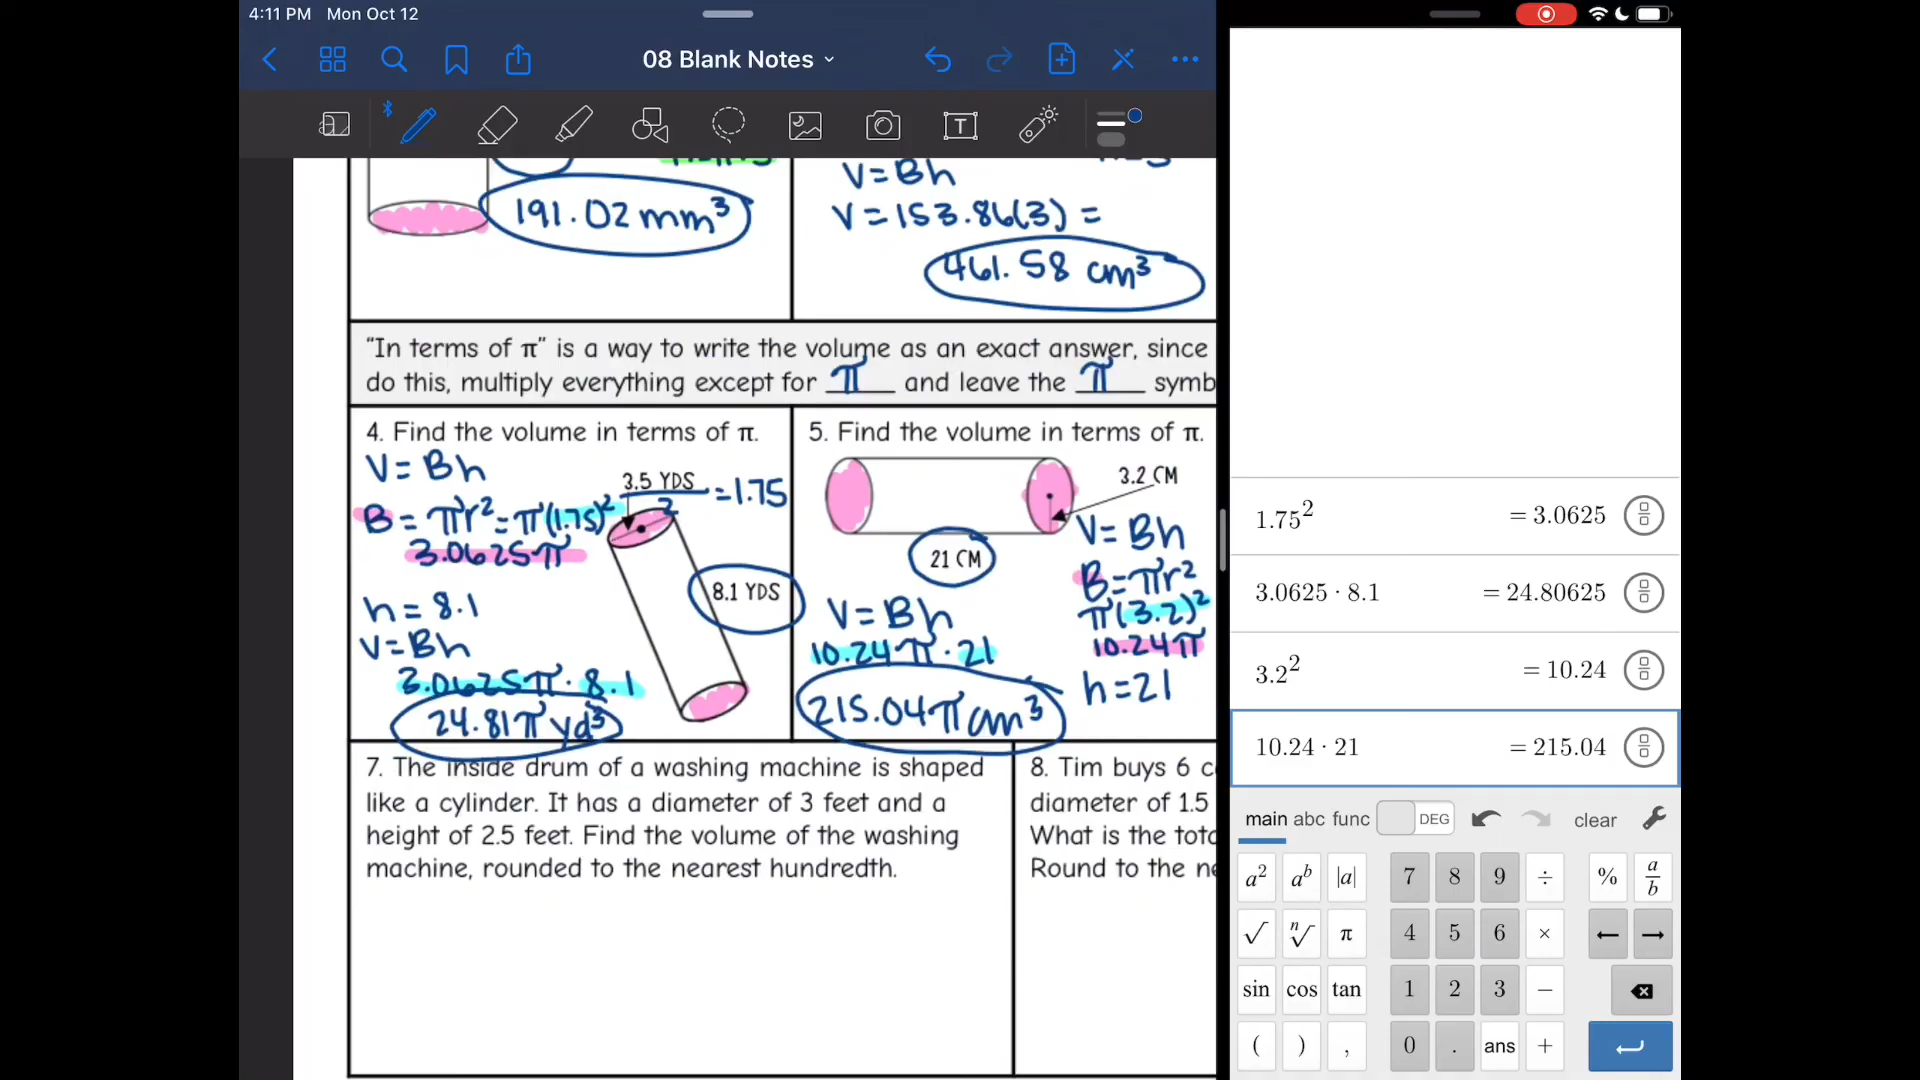 4:11 PM Mon Oct 12
08 Blank Notes
191.02 mm³
V = Bh
V = 153.86(3) =
461.58 cm³
"In terms of π" is a way to write the volume as an exact answer, since
do this, multiply everything except for π and leave the π symb
4. Find the volume in terms of π.
V = Bh
3.5 YDS
2
= 1.75
B = πr² = π(1.75)²
3.0625π
h = 8.1
8.1 YDS
V = Bh
3.0625π · 8.1
24.81π yd³
5. Find the volume in terms of π.
3.2 CM
21 CM
V = Bh
B = πr²
π(3.2)²
10.24π
h = 21
V = Bh
10.24π · 21
215.04π cm³
7. The inside drum of a washing machine is shaped
like a cylinder. It has a diameter of 3 feet and a
height of 2.5 feet. Find the volume of the washing
machine, rounded to the nearest hundredth.
8. Tim buys 6 c
diameter of 1.5
What is the tot
Round to the n
1.75² = 3.0625
3.0625 · 8.1 = 24.80625
3.2² = 10.24
10.24 · 21 = 215.04
main abc func DEG clear
a² aᵇ |a| 7 8 9 ÷ % a/b
√ ⁿ√ π 4 5 6 × ← →
sin cos tan 1 2 3 −
( ) , 0 . ans +